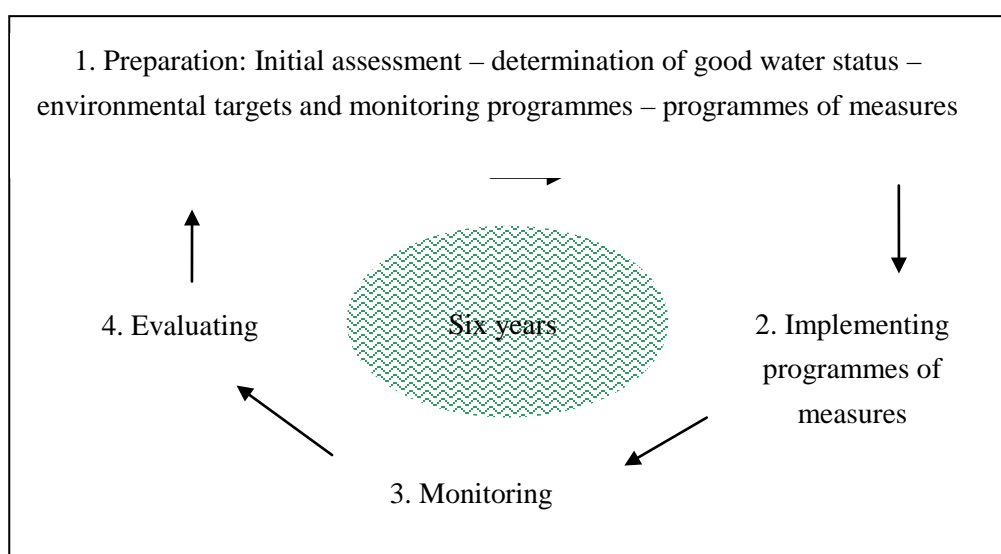 1. Preparation: Initial assessment – determination of good water status –
environmental targets and monitoring programmes – programmes of measures
4. Evaluating
Six years
2. Implementing
programmes of
measures
3. Monitoring